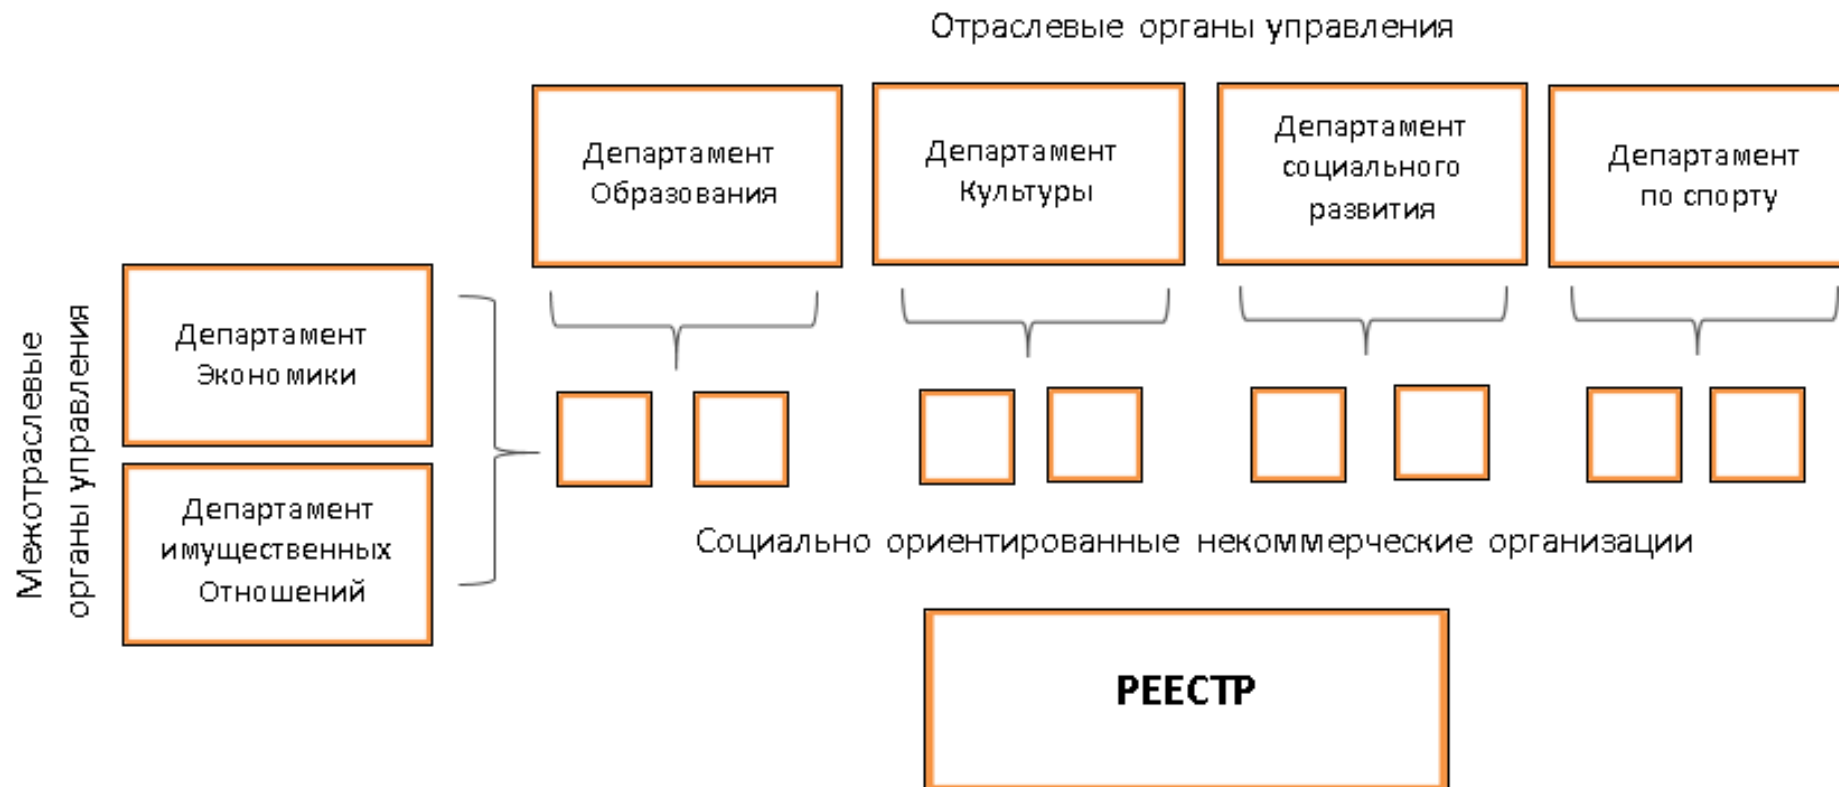 Отраслевые органы управления
Департамент
Образования
Департамент
Культуры
Департамент
социального
развития
Департамент
по спорту
Межотраслевые
органы управления
Департамент
Экономики
Департамент
имущественных
Отношений
Социально ориентированные некоммерческие организации
РЕЕСТР